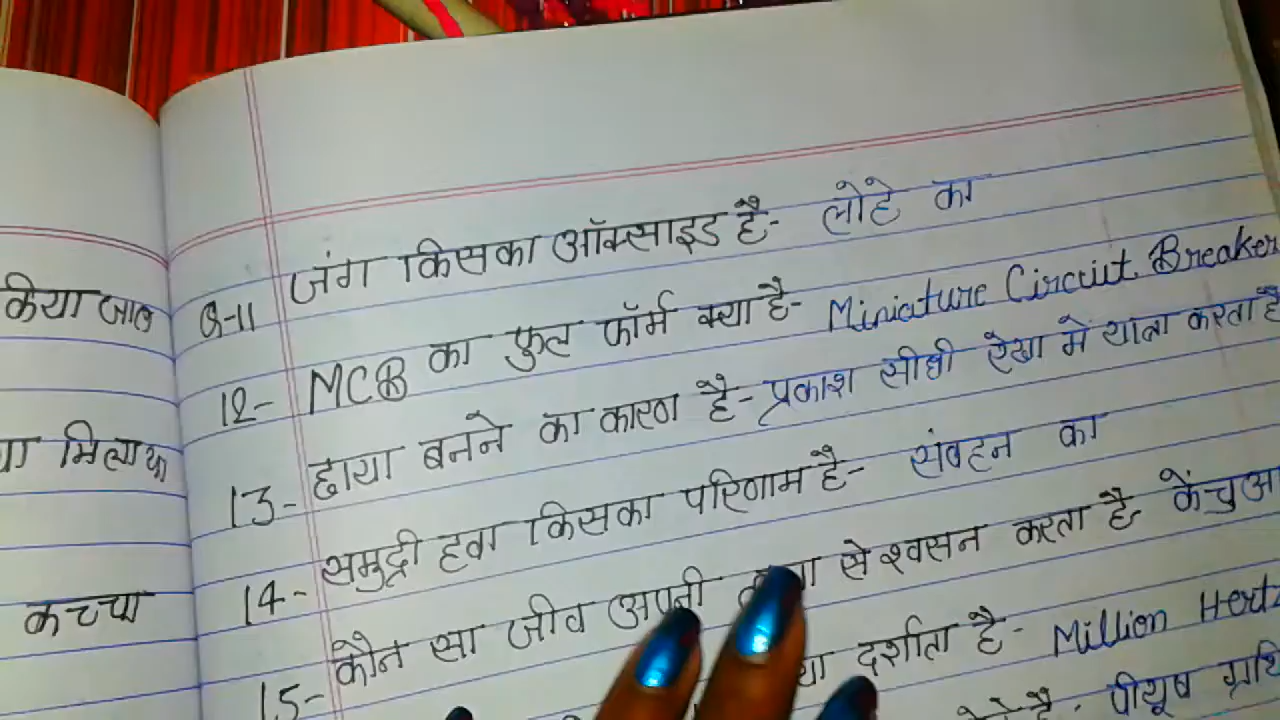 किया जाता
या मिलाया
कच्चा
Q-11 जंग किसका ऑक्साइड है- लोहे का
12- MCB का फुल फॉर्म क्या है- Miniature Circuit Breaker
13- छाया बनने का कारण है- प्रकाश सीधी रेखा में यात्रा करता है
14- समुद्री हवा किसका परिणाम है- संवहन का
15- कौन सा जीव अपनी से श्वसन करता है- केंचुआ
दर्शाता है- Million Hertz
है- पीयूष ग्रंथि